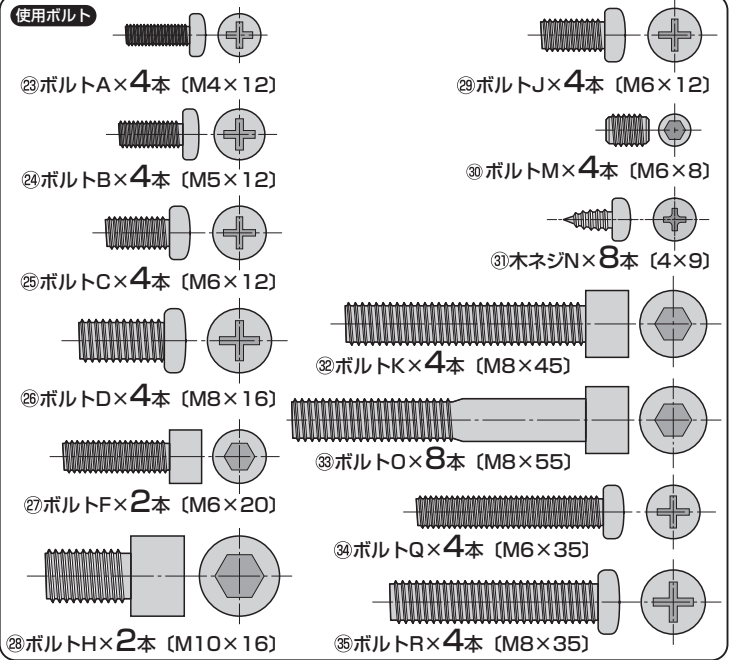 使用ボルト
㉓ボルトA×4本〔M4×12〕
㉔ボルトB×4本〔M5×12〕
㉕ボルトC×4本〔M6×12〕
㉖ボルトD×4本〔M8×16〕
㉗ボルトF×2本〔M6×20〕
㉘ボルトH×2本〔M10×16〕
㉙ボルトJ×4本〔M6×12〕
㉚ボルトM×4本〔M6×8〕
㉛木ネジN×8本〔4×9〕
㉜ボルトK×4本〔M8×45〕
㉝ボルトO×8本〔M8×55〕
㉞ボルトQ×4本〔M6×35〕
㉟ボルトR×4本〔M8×35〕